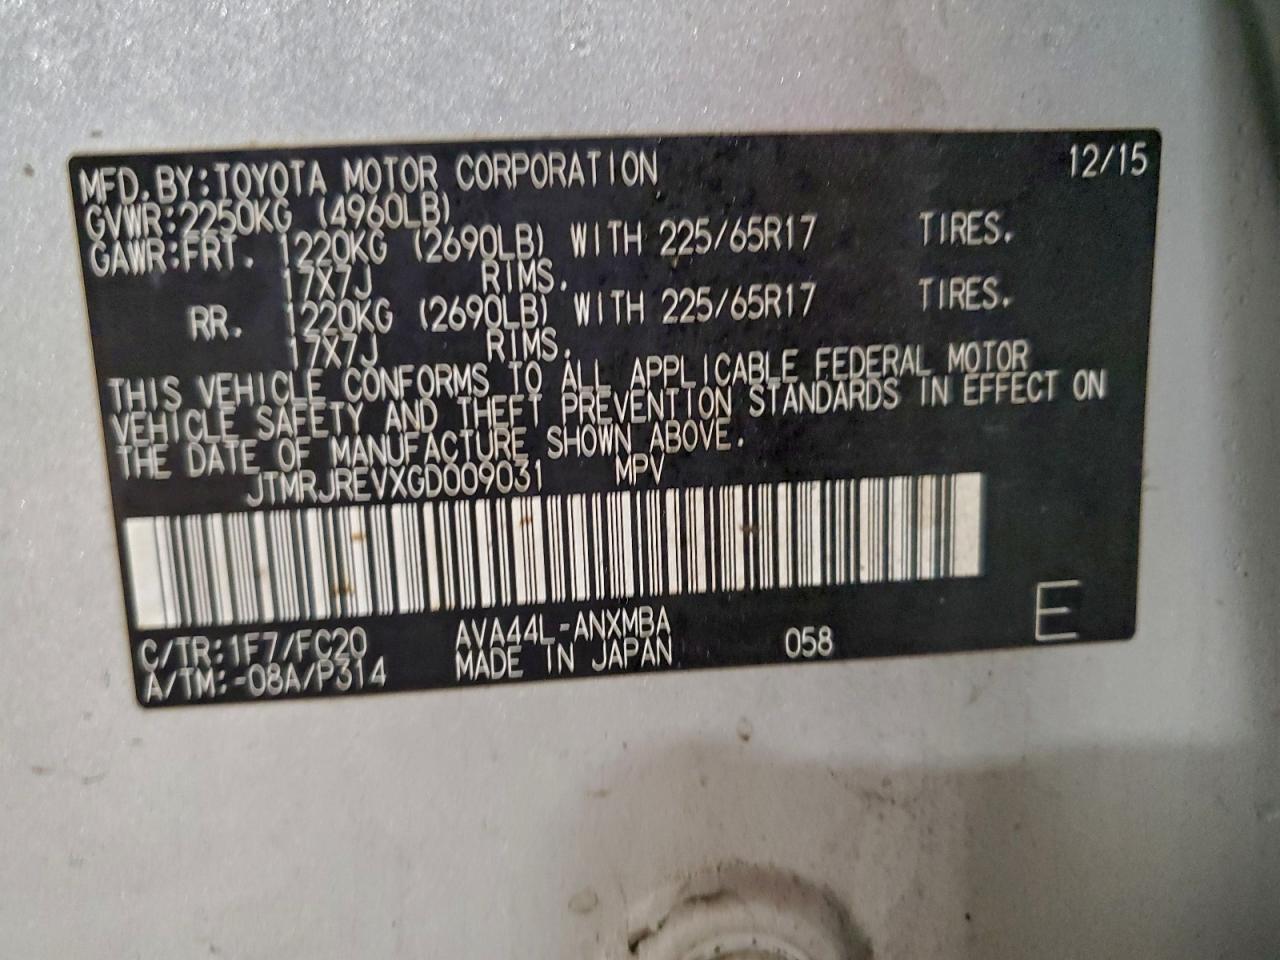 MFD.BY:TOYOTA MOTOR CORPORATION 12/15
GVWR:2250KG (4960LB)
GAWR:FRT. 1220KG (2690LB) WITH 225/65R17 TIRES.
17X7J RIMS.
RR. 1220KG (2690LB) WITH 225/65R17 TIRES.
17X7J RIMS.
THIS VEHICLE CONFORMS TO ALL APPLICABLE FEDERAL MOTOR
VEHICLE SAFETY AND THEFT PREVENTION STANDARDS IN EFFECT ON
THE DATE OF MANUFACTURE SHOWN ABOVE.
JTMRJREVXGD009031 MPV
C/TR:1F7/FC20 AVA44L-ANXMBA 058 E
A/TM:-08A/P314 MADE IN JAPAN